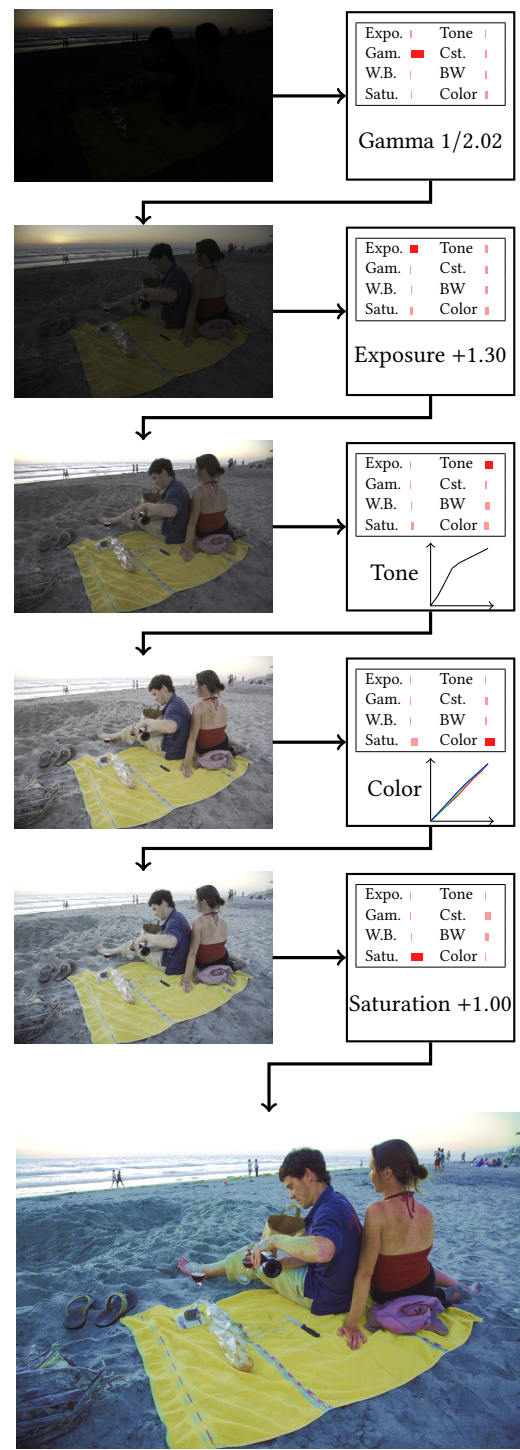 Expo. Tone
Gam. Cst.
W.B. BW
Satu. Color
Gamma 1/2.02
Expo. Tone
Gam. Cst.
W.B. BW
Satu. Color
Exposure +1.30
Expo. Tone
Gam. Cst.
W.B. BW
Satu. Color
Tone
Expo. Tone
Gam. Cst.
W.B. BW
Satu. Color
Color
Expo. Tone
Gam. Cst.
W.B. BW
Satu. Color
Saturation +1.00